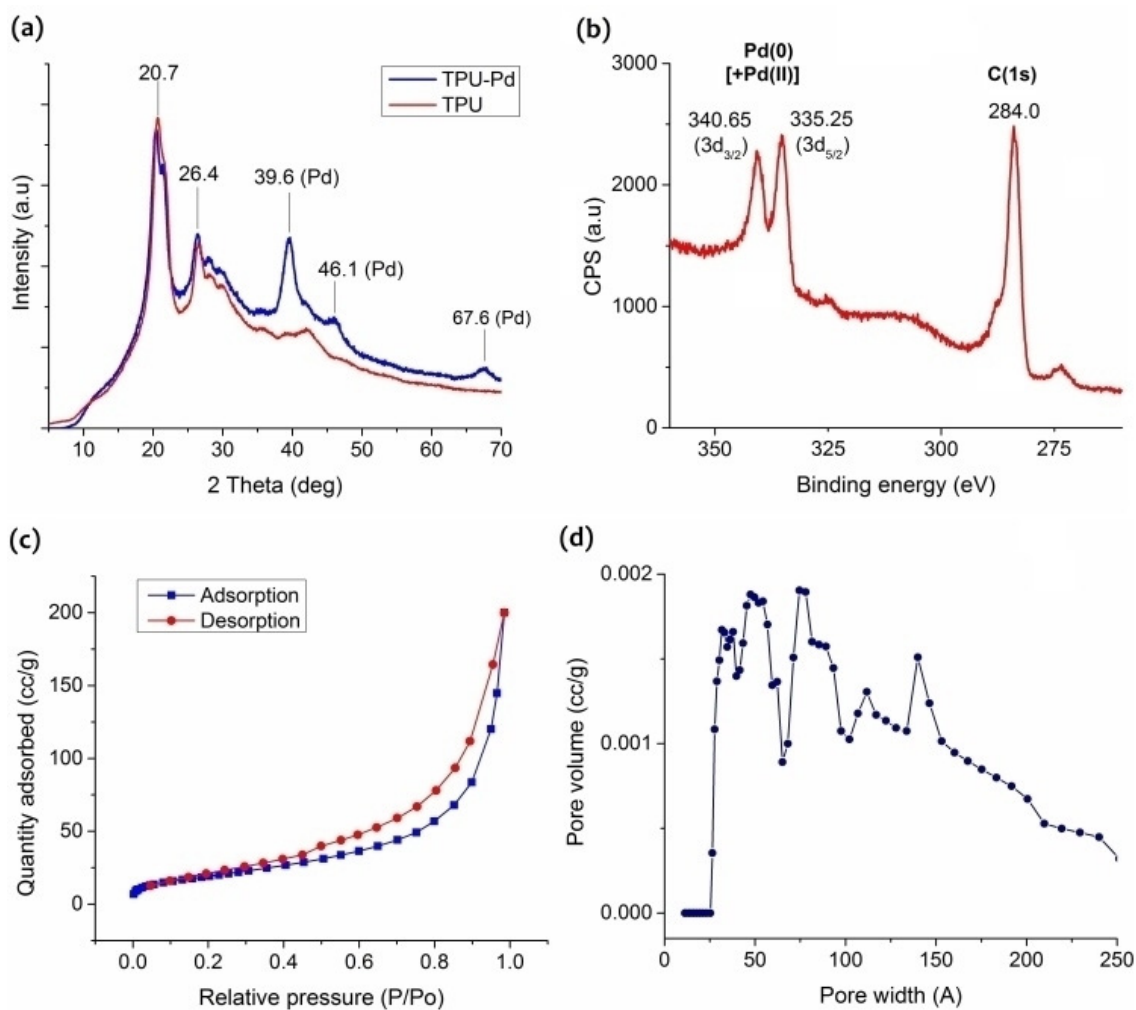 (a)
20.7
TPU-Pd
TPU
26.4
39.6 (Pd)
46.1 (Pd)
67.6 (Pd)
Intensity (a.u)
10 20 30 40 50 60 70
2 Theta (deg)
(b)
Pd(0)
[+Pd(II)]
C(1s)
340.65
(3d3/2)
335.25
(3d5/2)
284.0
3000
2000
1000
0
CPS (a.u)
350 325 300 275
Binding energy (eV)
(c)
Adsorption
Desorption
200
150
100
50
0
Quantity adsorbed (cc/g)
0.0 0.2 0.4 0.6 0.8 1.0
Relative pressure (P/Po)
(d)
0.002
0.001
0.000
Pore volume (cc/g)
0 50 100 150 200 250
Pore width (A)